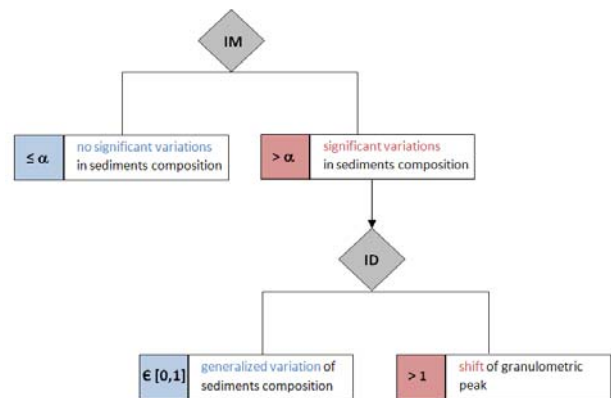 IM
≤ α
no significant variations
in sediments composition
> α
significant variations
in sediments composition
ID
∈ [0,1]
generalized variation of
sediments composition
> 1
shift of granulometric
peak